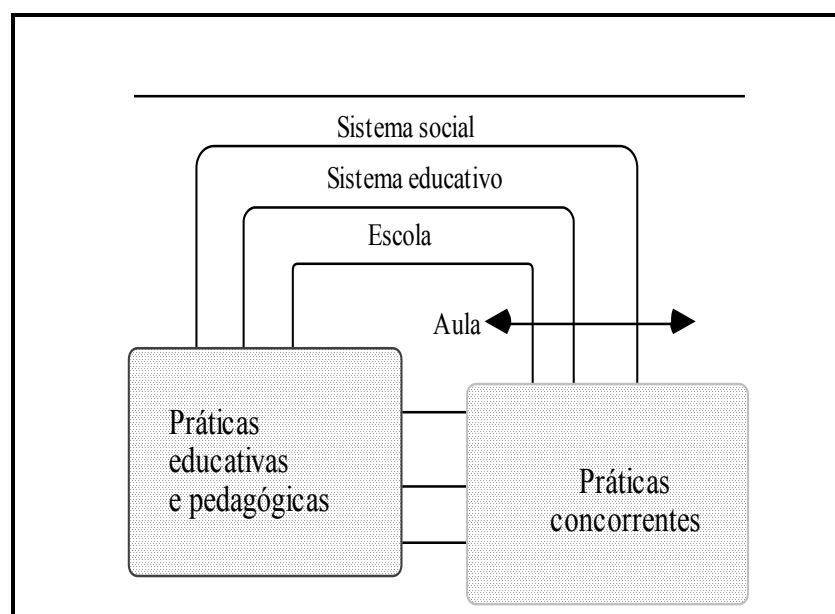 Sistema social
Sistema educativo
Escola
Aula
Práticas
educativas
e pedagógicas
Práticas
concorrentes